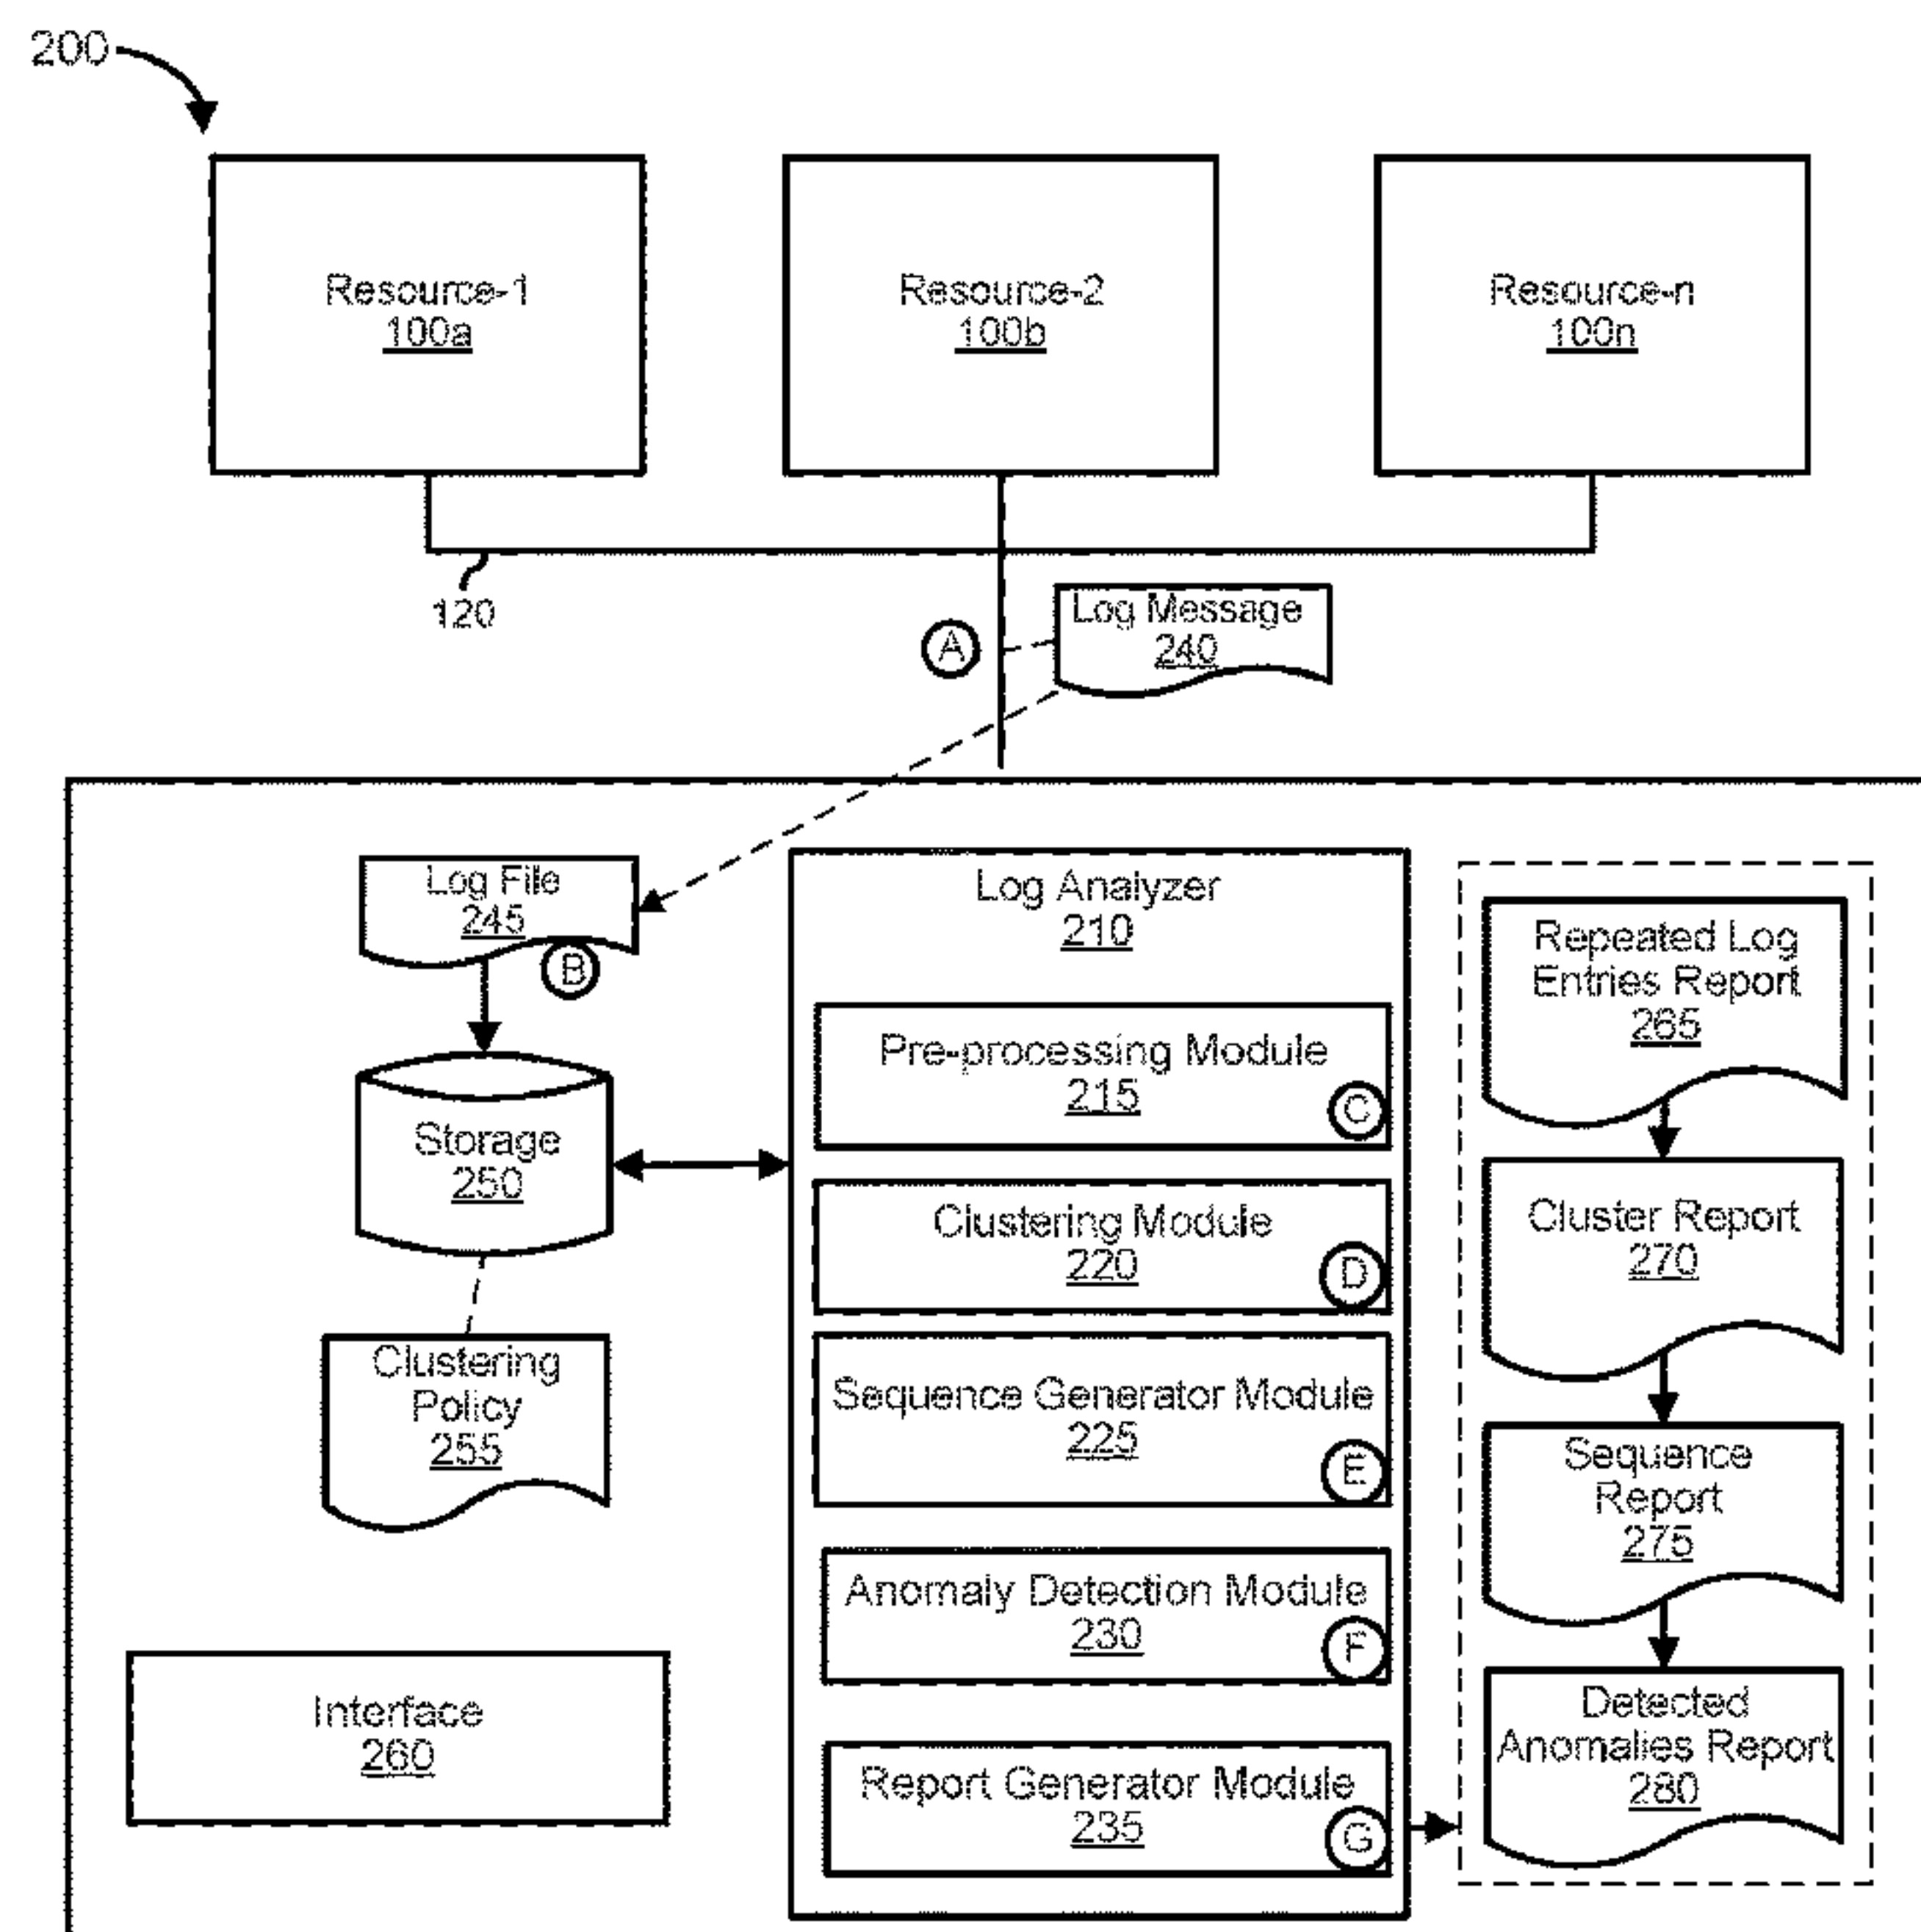 200
Resource-1
100a
Resource-2
100b
Resource-n
100n
120
A
Log Message
240
Log File
245
B
Storage
250
Clustering
Policy
255
Interface
260
Log Analyzer
210
Pre-processing Module
215
C
Clustering Module
220
D
Sequence Generator Module
225
E
Anomaly Detection Module
230
F
Report Generator Module
235
G
Repeated Log
Entries Report
265
Cluster Report
270
Sequence
Report
275
Detected
Anomalies Report
280